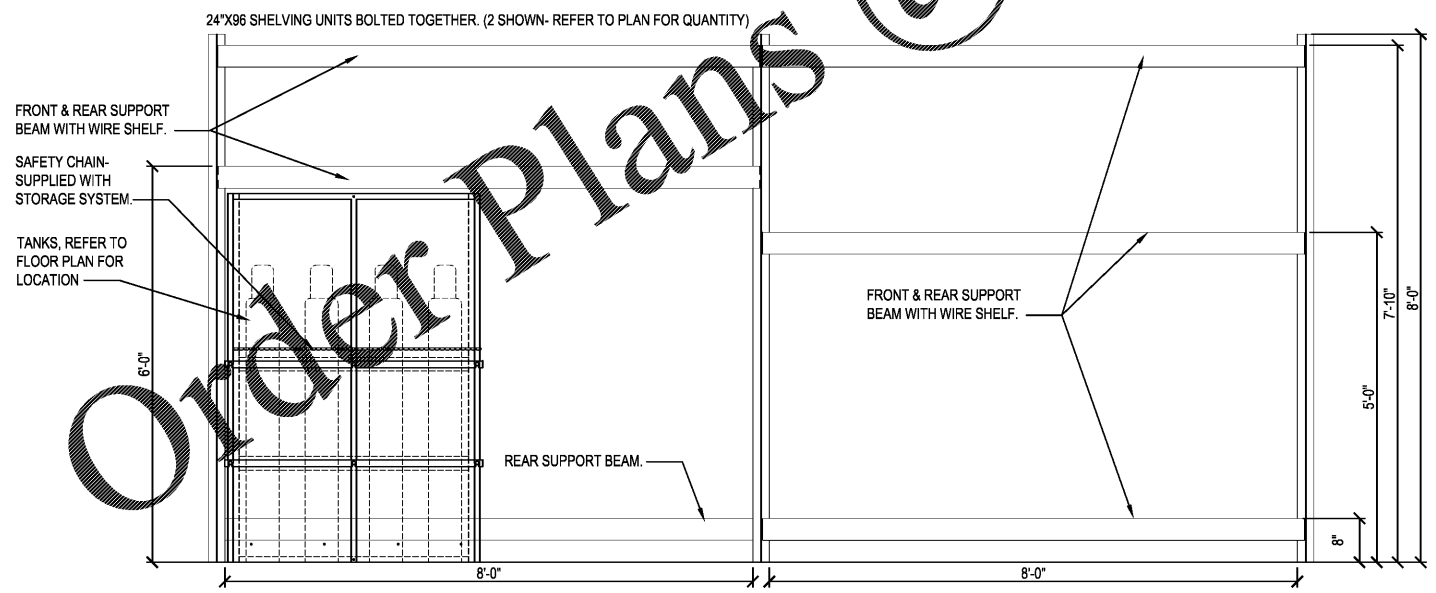 24"X96 SHELVING UNITS BOLTED TOGETHER. (2 SHOWN- REFER TO PLAN FOR QUANTITY)
FRONT & REAR SUPPORT
BEAM WITH WIRE SHELF.
SAFETY CHAIN-
SUPPLIED WITH
STORAGE SYSTEM.
TANKS, REFER TO
FLOOR PLAN FOR
LOCATION
6'-0"
REAR SUPPORT BEAM.
FRONT & REAR SUPPORT
BEAM WITH WIRE SHELF.
8"
5'-0"
7'-10"
8'-0"
8'-0"
8'-0"
Order Plans @